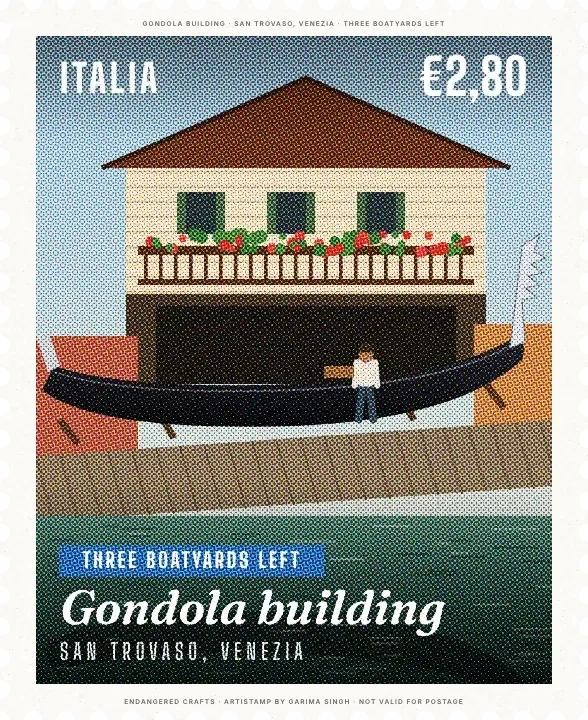 GONDOLA BUILDING · SAN TROVASO, VENEZIA · THREE BOATYARDS LEFT
ITALIA
€2,80
THREE BOATYARDS LEFT
Gondola building
SAN TROVASO, VENEZIA
ENDANGERED CRAFTS · ARTISTAMP BY GARIMA SINGH · NOT VALID FOR POSTAGE